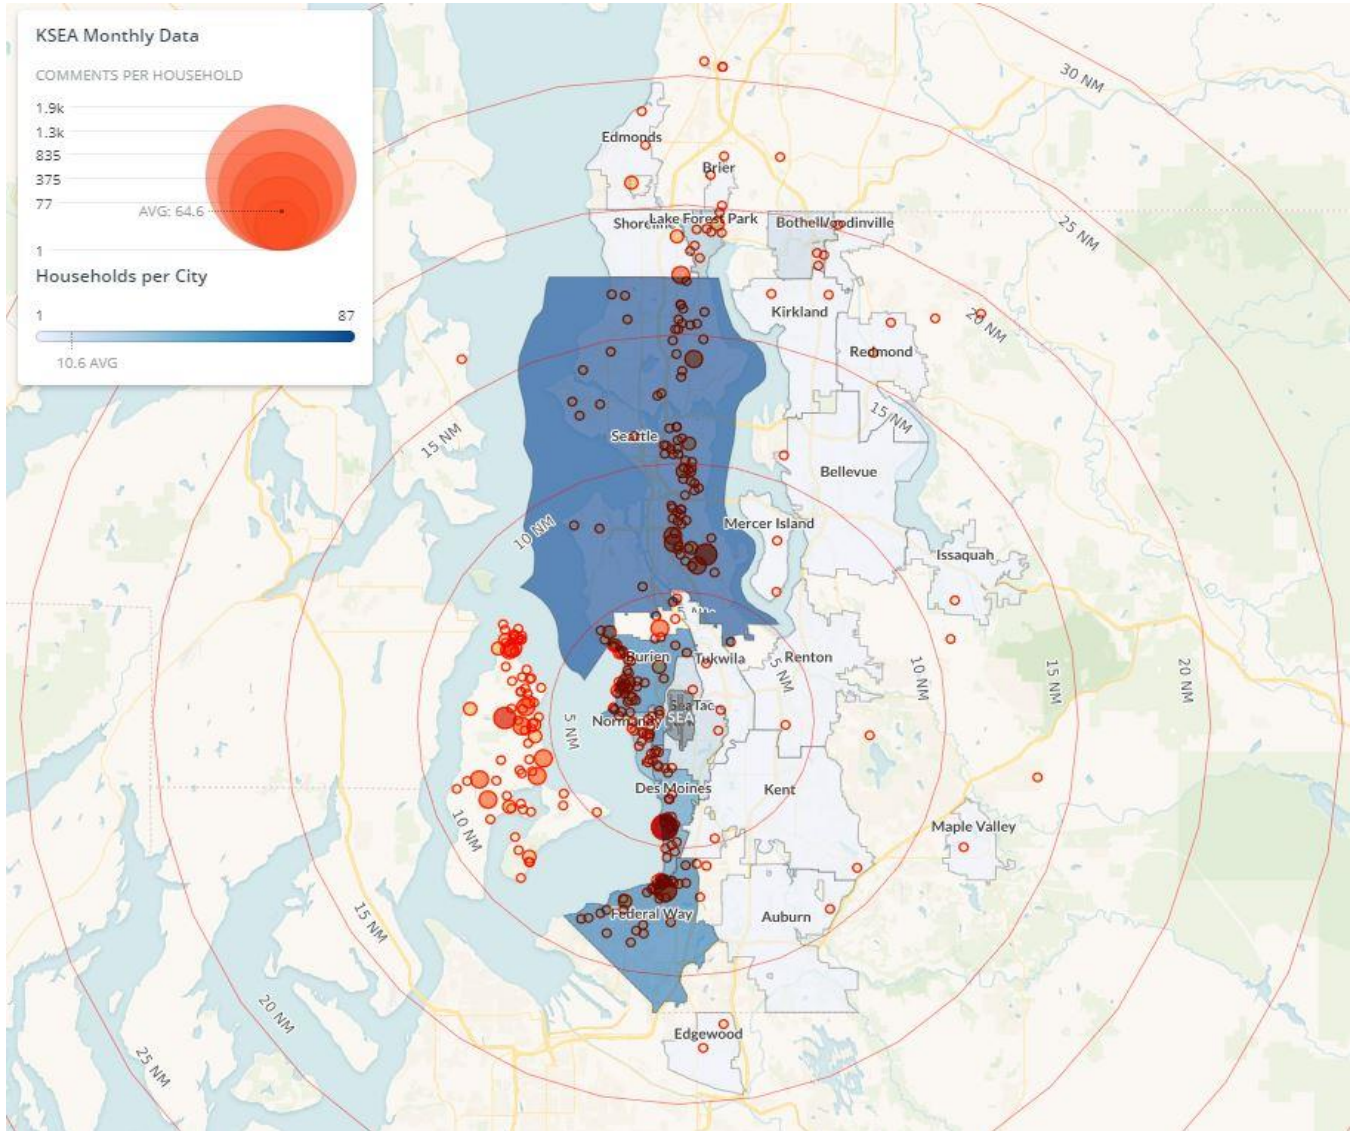 KSEA Monthly Data
COMMENTS PER HOUSEHOLD
1.9k
1.3k
835
375
77
AVG: 64.6
1
Households per City
1 87
10.6 AVG
30 NM
Edmonds
Brier
Lake Forest Park
Shoreline
Bothell
Woodinville
25 NM
Kirkland
20 NM
Redmond
15 NM
15 NM
Seattle
Bellevue
10 NM
Mercer Island
Issaquah
5 NM
Burien
Tukwila
Renton
5 NM
10 NM
15 NM
20 NM
SeaTac
SEA
Normandy
5 NM
Des Moines
Kent
10 NM
Maple Valley
15 NM
Federal Way
Auburn
20 NM
Edgewood
25 NM